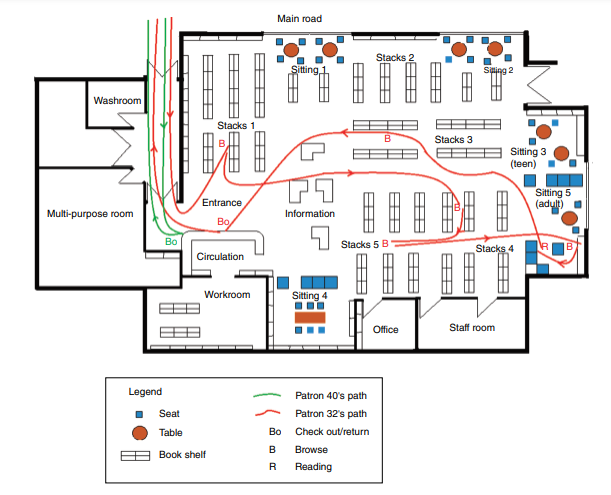 Main road
Sitting 1
Stacks 2
Sitting 2
Washroom
Stacks 1
B
B
Stacks 3
Sitting 3
(teen)
Sitting 5
(adult)
Multi-purpose room
Entrance
Bo
Information
B
Bo
Stacks 5 B
Stacks 4
R
B
Circulation
Workroom
Sitting 4
Office
Staff room
Legend
Seat
Table
Book shelf
Patron 40's path
Patron 32's path
Bo Check out/return
B Browse
R Reading